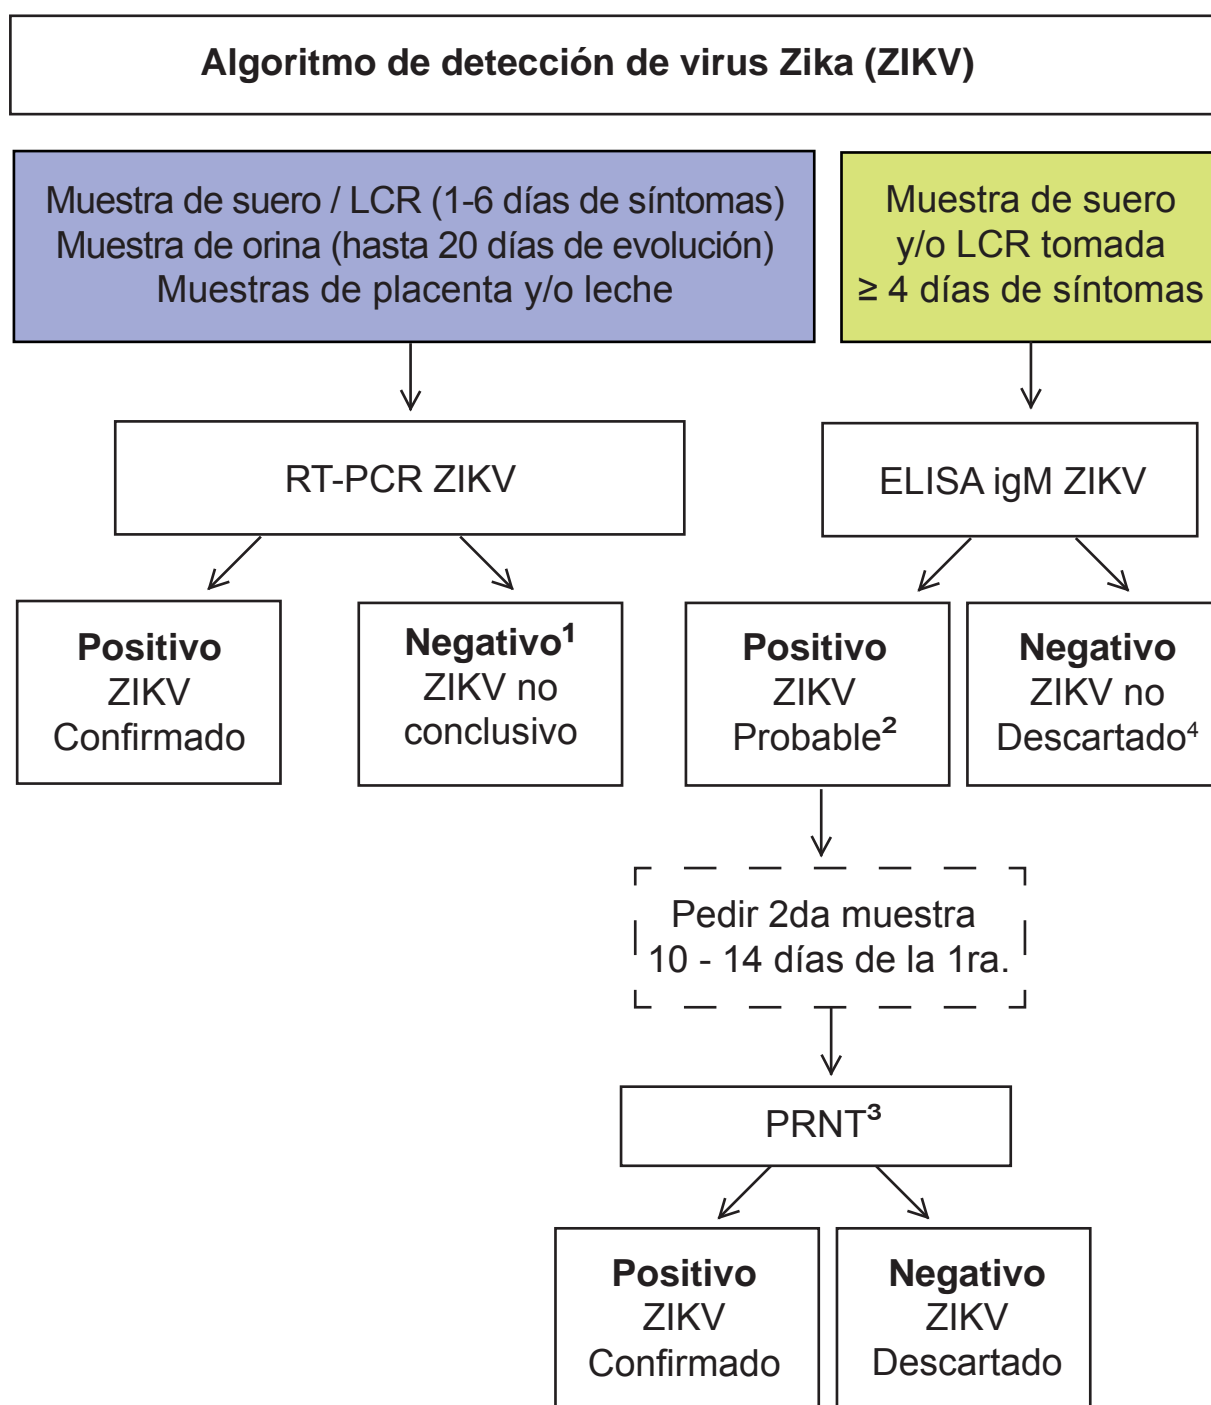 Algoritmo de detección de virus Zika (ZIKV)
Muestra de suero / LCR (1-6 días de síntomas)
Muestra de orina (hasta 20 días de evolución)
Muestras de placenta y/o leche
Muestra de suero
y/o LCR tomada
≥ 4 días de síntomas
RT-PCR ZIKV
ELISA igM ZIKV
Positivo
ZIKV
Confirmado
Negativo¹
ZIKV no
conclusivo
Positivo
ZIKV
Probable²
Negativo
ZIKV no
Descartado⁴
Pedir 2da muestra
10 - 14 días de la 1ra.
PRNT³
Positivo
ZIKV
Confirmado
Negativo
ZIKV
Descartado